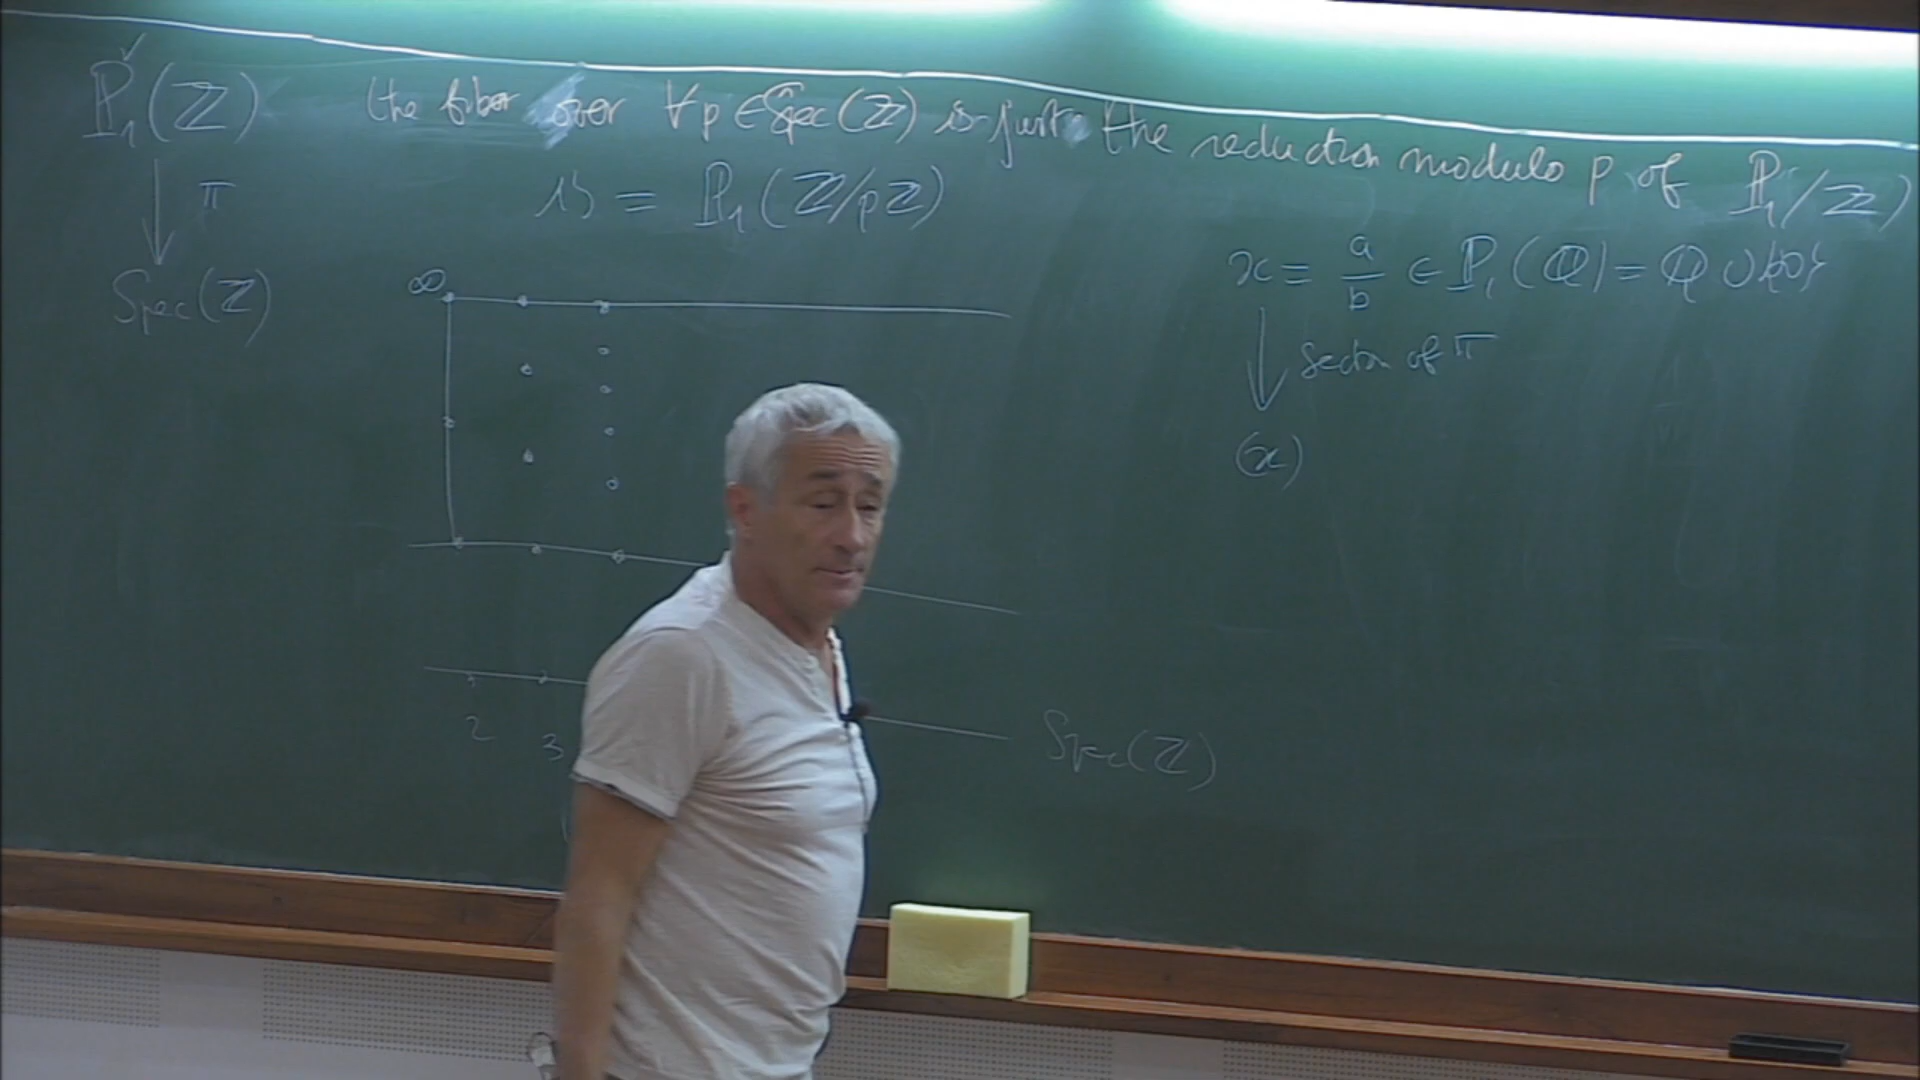 ℙ₁(ℤ) the fiber over ∀p∈Spec(ℤ) is just the reduction modulo p of ℙ₁/ℤ)
↓ π
is = ℙ₁(ℤ/pℤ)
Spec(ℤ)
x = a/b ∈ ℙ₁(ℚ) = ℚ ∪ {∞}
↓ section of π
(x)
∞
2 3
Spec(ℤ)